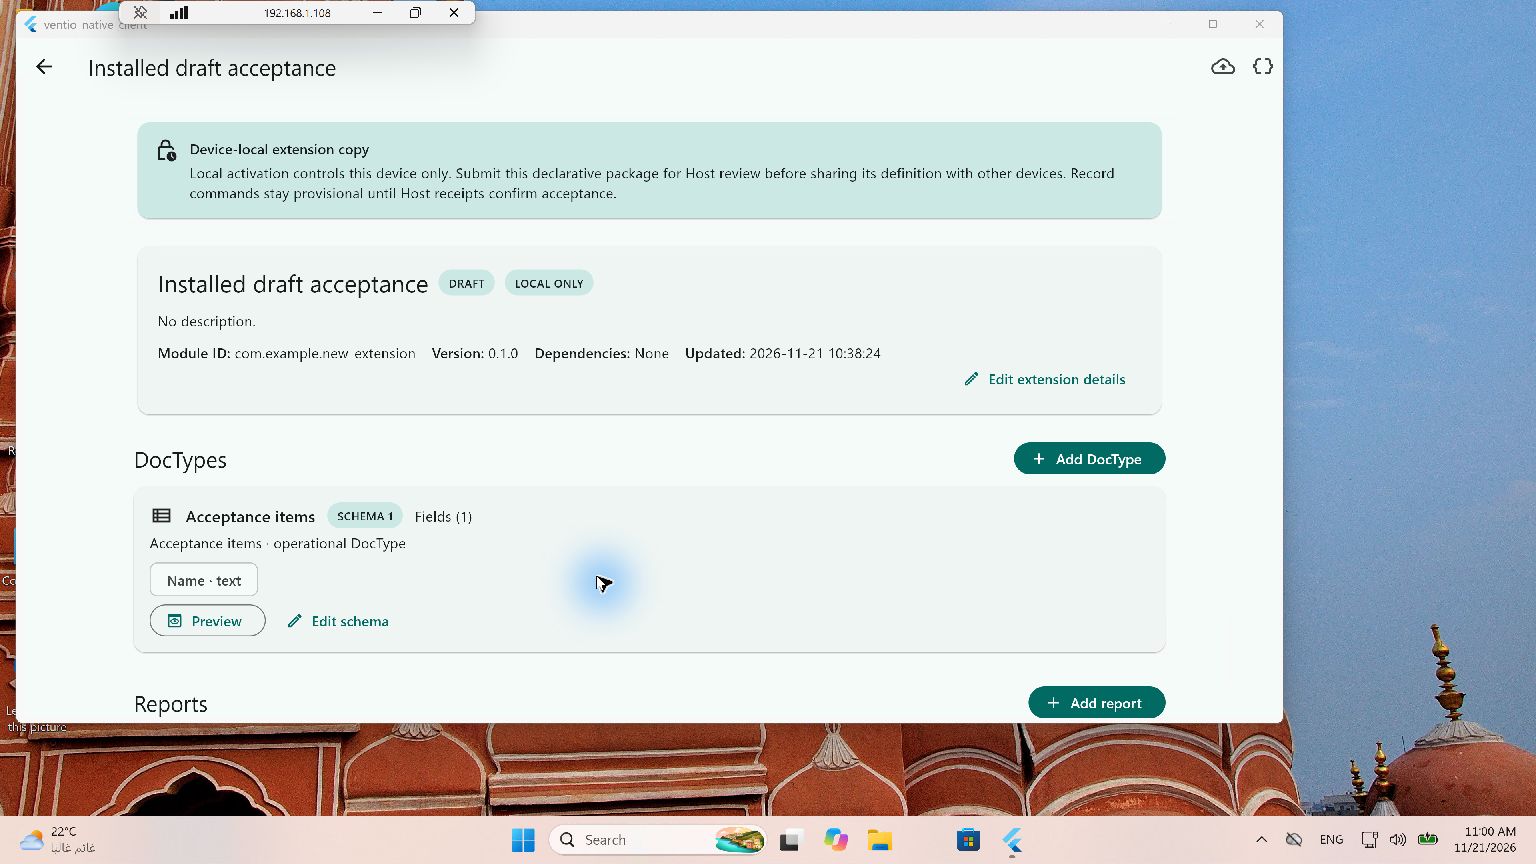 192.168.1.108
ventio_native_client
Installed draft acceptance
Device-local extension copy
Local activation controls this device only. Submit this declarative package for Host review before sharing its definition with other devices. Record
commands stay provisional until Host receipts confirm acceptance.
Installed draft acceptance DRAFT LOCAL ONLY
No description.
Module ID: com.example.new_extension Version: 0.1.0 Dependencies: None Updated: 2026-11-21 10:38:24
Edit extension details
DocTypes
+ Add DocType
Acceptance items SCHEMA 1 Fields (1)
Acceptance items · operational DocType
Name · text
Preview Edit schema
Reports
+ Add report
this picture
22°C
غائم غالبا
Search
ENG
11:00 AM
11/21/2026